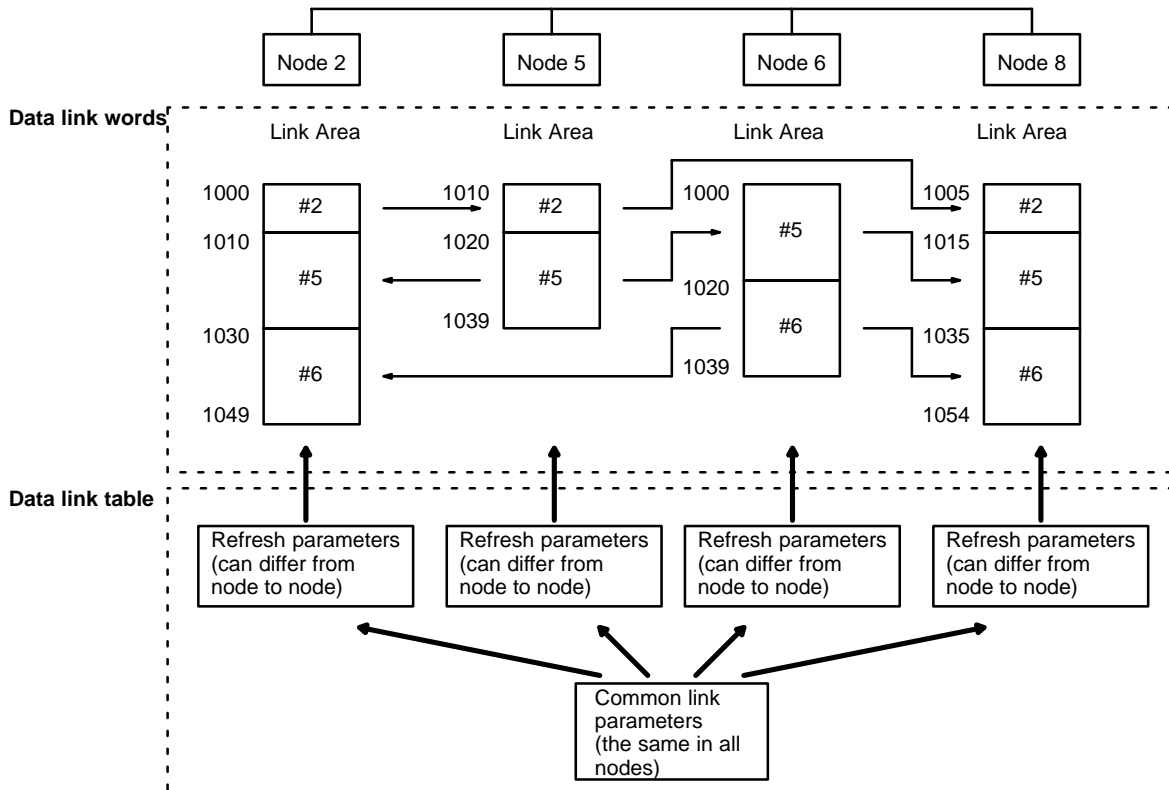 Node 2
Node 5
Node 6
Node 8
Data link words
Link Area
Link Area
Link Area
Link Area
1000
#2
1010
#5
1030
#6
1049
1010
#2
1020
#5
1039
1000
#5
1020
#6
1039
1005
#2
1015
#5
1035
#6
1054
Data link table
Refresh parameters
(can differ from
node to node)
Refresh parameters
(can differ from
node to node)
Refresh parameters
(can differ from
node to node)
Refresh parameters
(can differ from
node to node)
Common link
parameters
(the same in all
nodes)